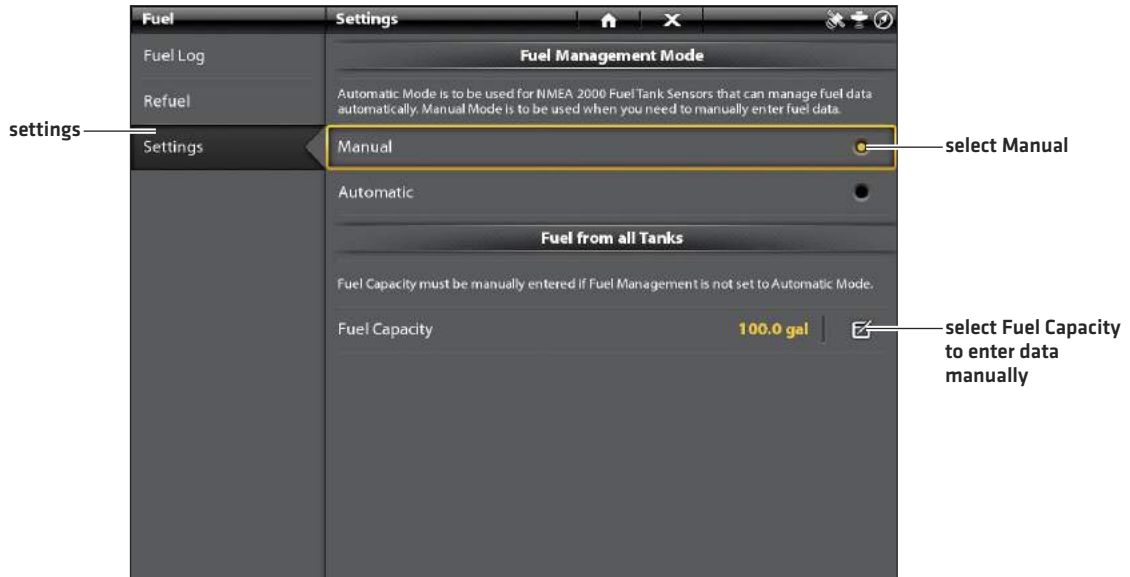 Fuel
Settings
Fuel Log
Refuel
Settings
Fuel Management Mode
Automatic Mode is to be used for NMEA 2000 Fuel Tank Sensors that can manage fuel data
automatically. Manual Mode is to be used when you need to manually enter fuel data.
Manual
Automatic
Fuel from all Tanks
Fuel Capacity must be manually entered if Fuel Management is not set to Automatic Mode.
Fuel Capacity 100.0 gal
settings
select Manual
select Fuel Capacity
to enter data
manually